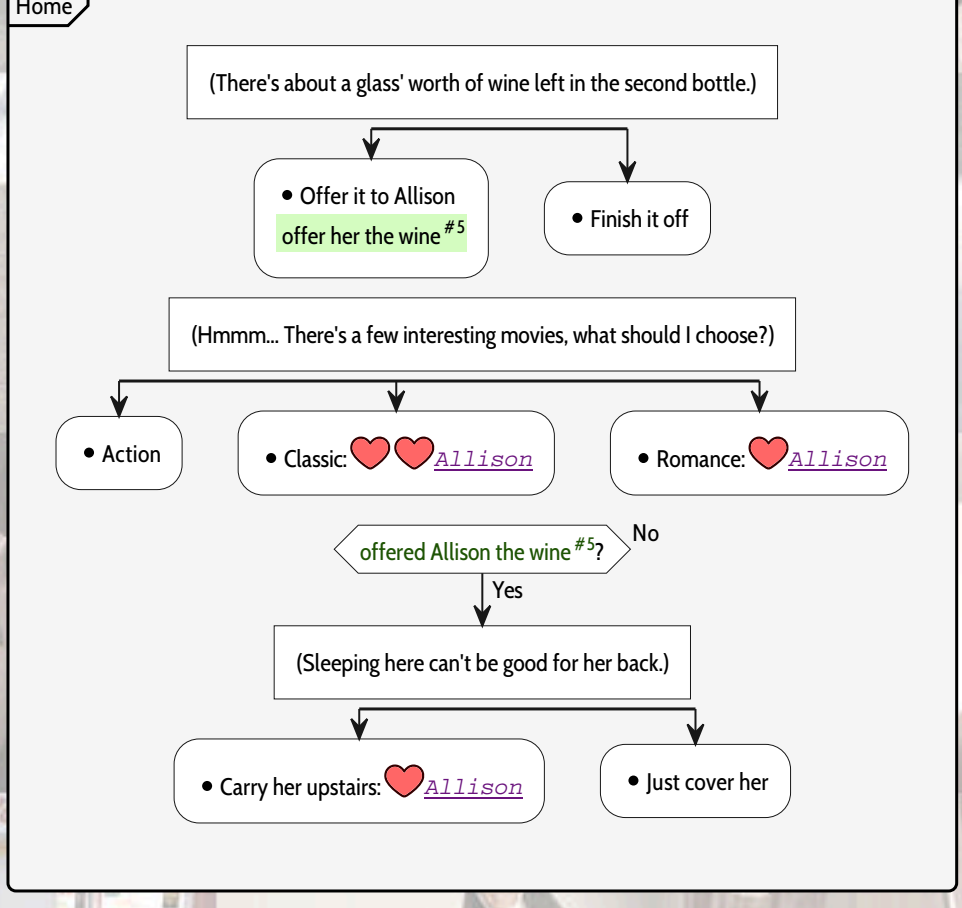 Home
(There's about a glass' worth of wine left in the second bottle.)
• Offer it to Allison
offer her the wine #5
• Finish it off
(Hmmm... There's a few interesting movies, what should I choose?)
• Action
• Classic: Allison
• Romance: Allison
offered Allison the wine #5?
No
Yes
(Sleeping here can't be good for her back.)
• Carry her upstairs: Allison
• Just cover her